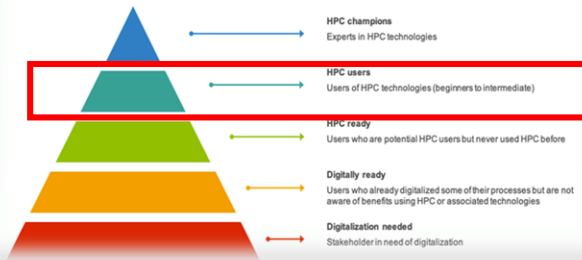 HPC champions
Experts in HPC technologies
HPC users
Users of HPC technologies (beginners to intermediate)
HPC ready
Users who are potential HPC users but never used HPC before
Digitally ready
Users who already digitalized some of their processes but are not
aware of benefits using HPC or associated technologies
Digitalization needed
Stakeholder in need of digitalization